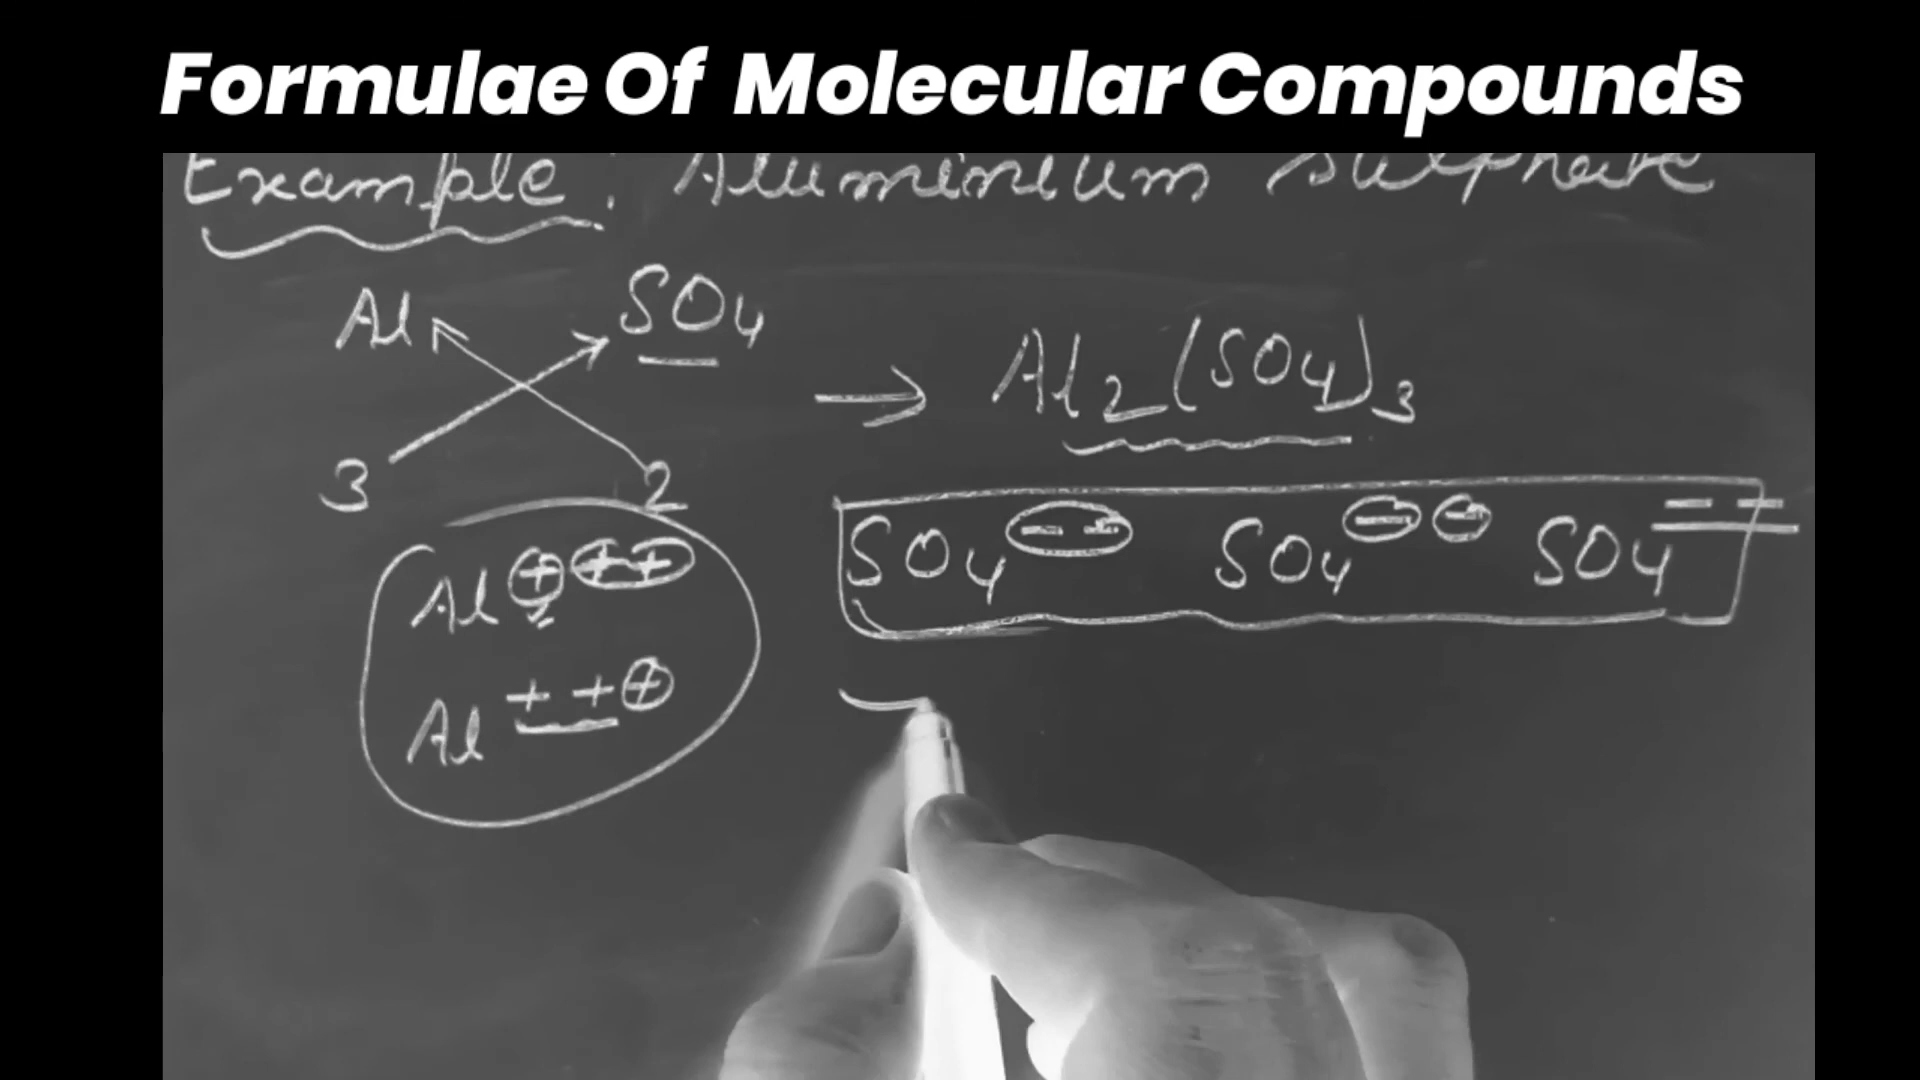 Formulae Of Molecular Compounds
Example: Aluminium Sulphate
Al SO4
→ Al2(SO4)3
3 2
SO4-- SO4-- SO4--
Al+++
Al+++